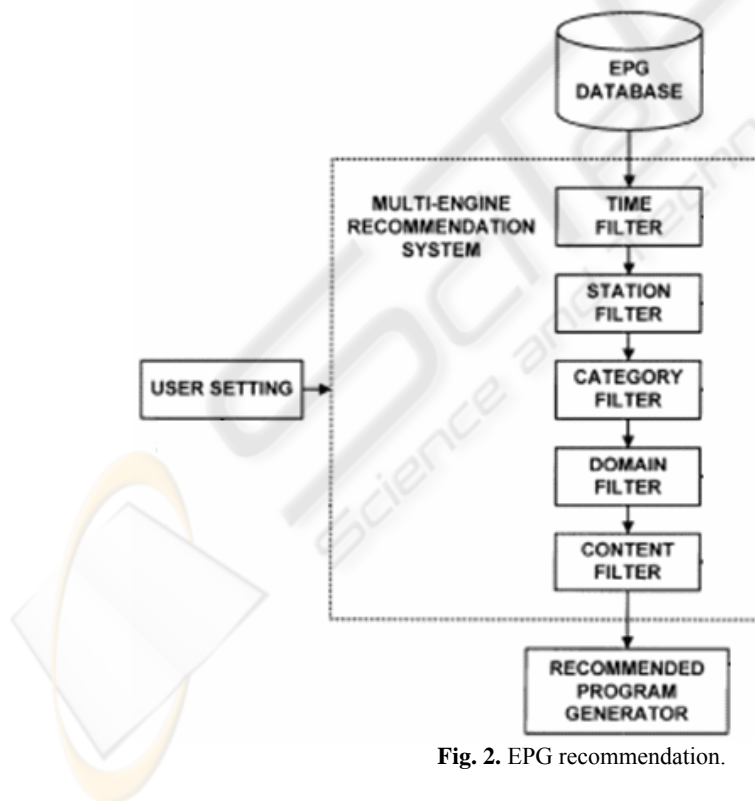 EPG
DATABASE
MULTI-ENGINE
RECOMMENDATION
SYSTEM
TIME
FILTER
STATION
FILTER
USER SETTING
CATEGORY
FILTER
DOMAIN
FILTER
CONTENT
FILTER
RECOMMENDED
PROGRAM
GENERATOR
Fig. 2. EPG recommendation.